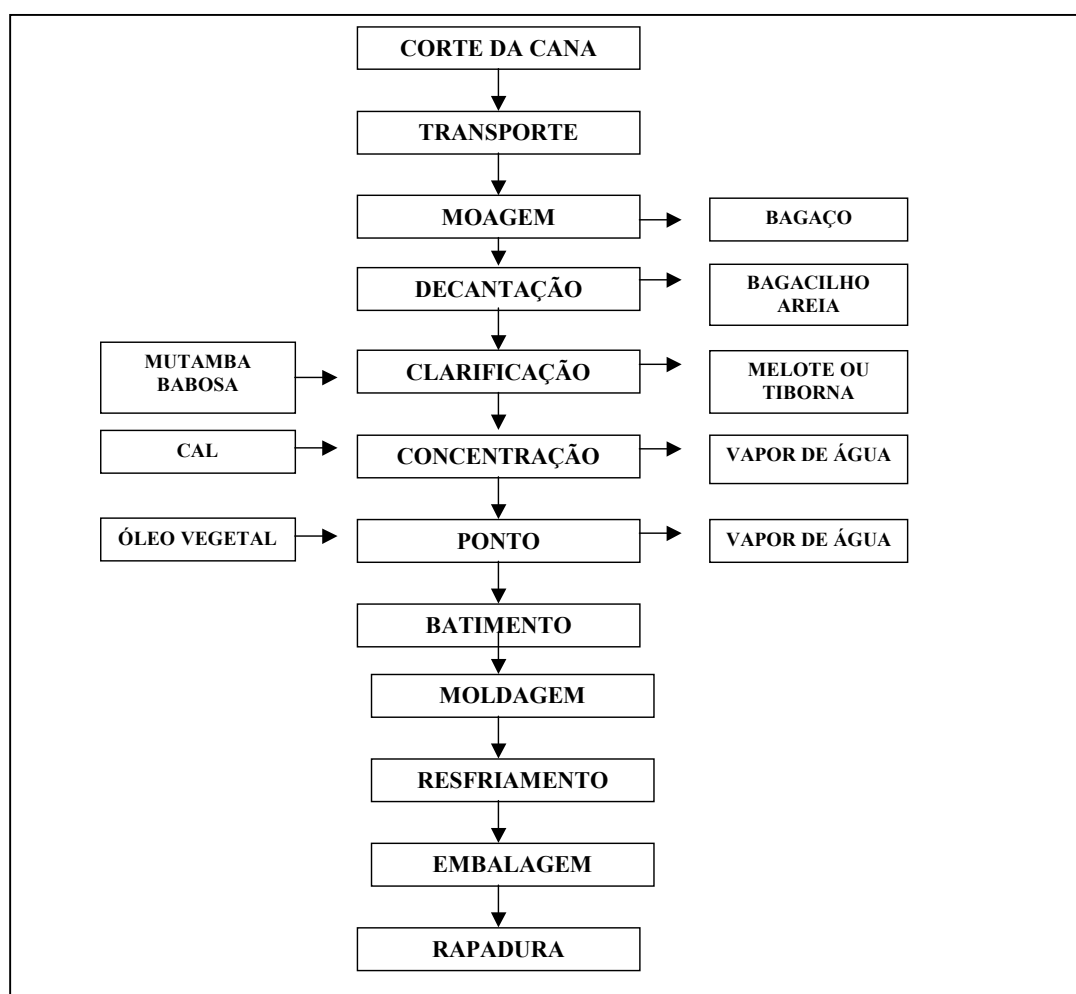 CORTE DA CANA
TRANSPORTE
MOAGEM
BAGAÇO
DECANTAÇÃO
BAGACILHO
AREIA
MUTAMBA
BABOSA
CLARIFICAÇÃO
MELOTE OU
TIBORNA
CAL
CONCENTRAÇÃO
VAPOR DE ÁGUA
ÓLEO VEGETAL
PONTO
VAPOR DE ÁGUA
BATIMENTO
MOLDAGEM
RESFRIAMENTO
EMBALAGEM
RAPADURA